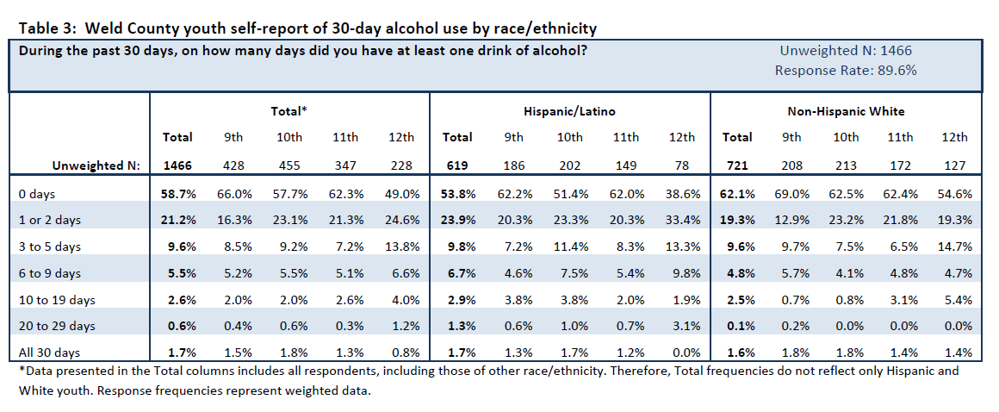 Table 3: Weld County youth self-report of 30-day alcohol use by race/ethnicity
During the past 30 days, on how many days did you have at least one drink of alcohol? Unweighted N: 1466
Response Rate: 89.6%
Total* Hispanic/Latino Non-Hispanic White
Total 9th 10th 11th 12th Total 9th 10th 11th 12th Total 9th 10th 11th 12th
Unweighted N: 1466 428 455 347 228 619 186 202 149 78 721 208 213 172 127
0 days 58.7% 66.0% 57.7% 62.3% 49.0% 53.8% 62.2% 51.4% 62.0% 38.6% 62.1% 69.0% 62.5% 62.4% 54.6%
1 or 2 days 21.2% 16.3% 23.1% 21.3% 24.6% 23.9% 20.3% 23.3% 20.3% 33.4% 19.3% 12.9% 23.2% 21.8% 19.3%
3 to 5 days 9.6% 8.5% 9.2% 7.2% 13.8% 9.8% 7.2% 11.4% 8.3% 13.3% 9.6% 9.7% 7.5% 6.5% 14.7%
6 to 9 days 5.5% 5.2% 5.5% 5.1% 6.6% 6.7% 4.6% 7.5% 5.4% 9.8% 4.8% 5.7% 4.1% 4.8% 4.7%
10 to 19 days 2.6% 2.0% 2.0% 2.6% 4.0% 2.9% 3.8% 3.8% 2.0% 1.9% 2.5% 0.7% 0.8% 3.1% 5.4%
20 to 29 days 0.6% 0.4% 0.6% 0.3% 1.2% 1.3% 0.6% 1.0% 0.7% 3.1% 0.1% 0.2% 0.0% 0.0% 0.0%
All 30 days 1.7% 1.5% 1.8% 1.3% 0.8% 1.7% 1.3% 1.7% 1.2% 0.0% 1.6% 1.8% 1.8% 1.4% 1.4%
*Data presented in the Total columns includes all respondents, including those of other race/ethnicity. Therefore, Total frequencies do not reflect only Hispanic and
White youth. Response frequencies represent weighted data.